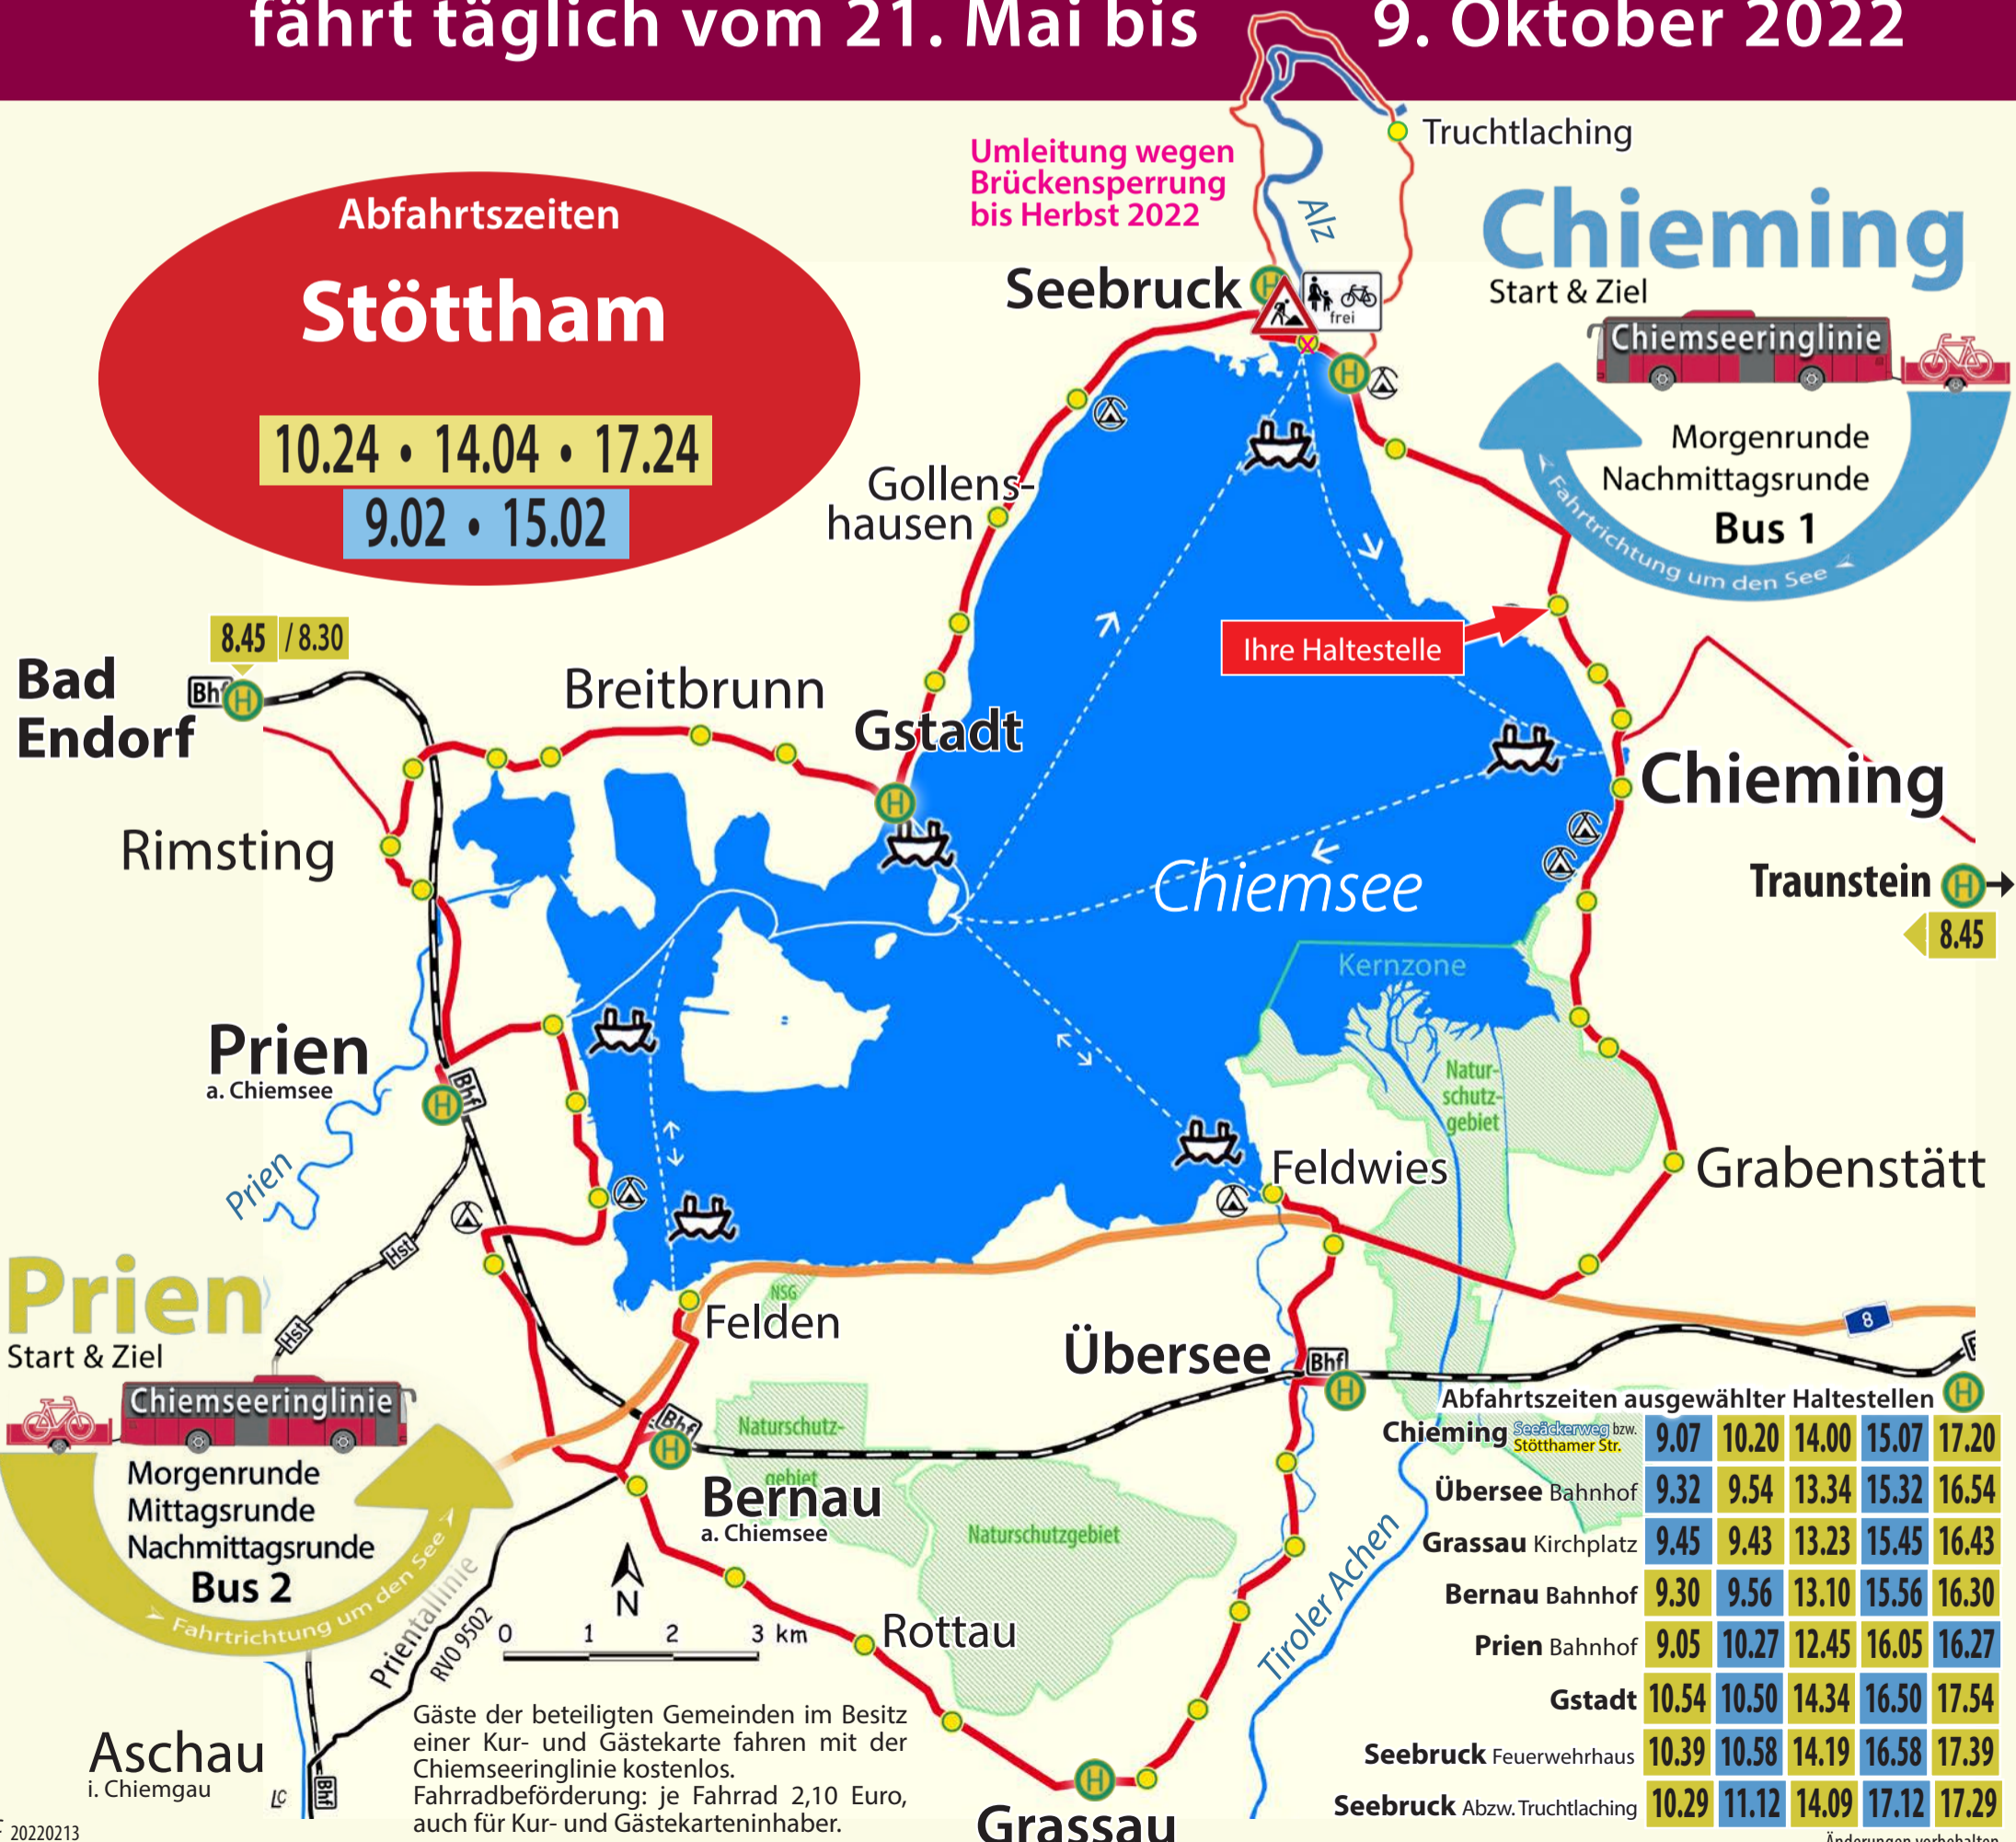 fährt täglich vom 21. Mai bis 9. Oktober 2022
Truchtlaching
Umleitung wegen
Brückensperrung
bis Herbst 2022
Alz
Abfahrtszeiten
Stöttham
10.24 • 14.04 • 17.24
9.02 • 15.02
Chieming
Start & Ziel
Chiemseeringlinie
Morgenrunde
Nachmittagsrunde
Bus 1
Fahrtrichtung um den See
Seebruck
H
frei
H
Gollens-
hausen
Ihre Haltestelle
8.45 / 8.30
Bad
Endorf
Bhf
H
Breitbrunn
Gstadt
H
Rimsting
Chieming
Chiemsee
Traunstein H
8.45
Kernzone
Natur-
schutz-
gebiet
Prien
a. Chiemsee
Bhf
H
Prien
Feldwies
Grabenstätt
Hst
Hst
Prien
Start & Ziel
Chiemseeringlinie
Morgenrunde
Mittagsrunde
Nachmittagsrunde
Bus 2
Fahrtrichtung um den See
NSG
Felden
8
Übersee
Bhf
H
Bhf
H
Naturschutz-
gebiet
Bernau
a. Chiemsee
Naturschutzgebiet
N
0 1 2 3 km
Rottau
Prientallinie
RVO 9502
Tiroler Achen
Aschau
i. Chiemgau
LC
Bhf
Gäste der beteiligten Gemeinden im Besitz
einer Kur- und Gästekarte fahren mit der
Chiemseeringlinie kostenlos.
Fahrradbeförderung: je Fahrrad 2,10 Euro,
auch für Kur- und Gästekarteninhaber.
H
Grassau
Abfahrtszeiten ausgewählter Haltestellen H
Chieming Seeäckerweg bzw. Stötthamer Str. 9.07 10.20 14.00 15.07 17.20
Übersee Bahnhof 9.32 9.54 13.34 15.32 16.54
Grassau Kirchplatz 9.45 9.43 13.23 15.45 16.43
Bernau Bahnhof 9.30 9.56 13.10 15.56 16.30
Prien Bahnhof 9.05 10.27 12.45 16.05 16.27
Gstadt 10.54 10.50 14.34 16.50 17.54
Seebruck Feuerwehrhaus 10.39 10.58 14.19 16.58 17.39
Seebruck Abzw. Truchtlaching 10.29 11.12 14.09 17.12 17.29
Änderungen vorbehalten
20220213